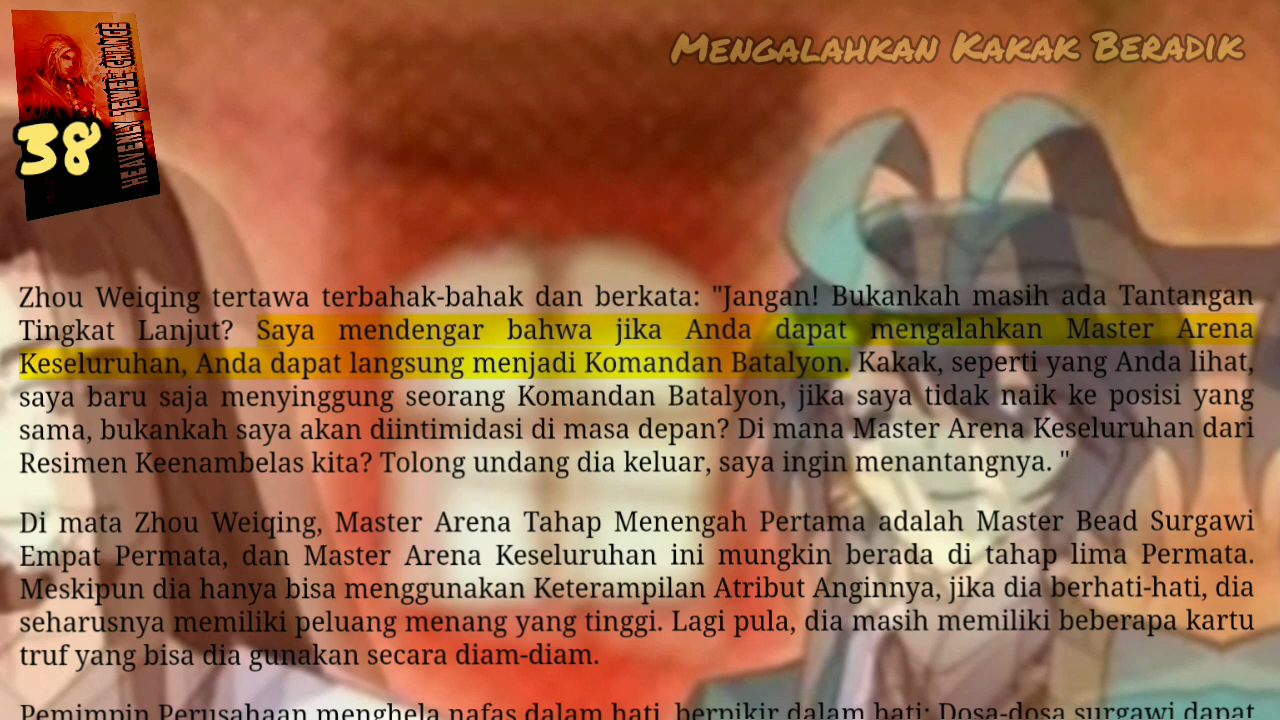 HEAVENLY JEWEL CHANGE
38
Mengalahkan Kakak Beradik
Zhou Weiqing tertawa terbahak-bahak dan berkata: "Jangan! Bukankah masih ada Tantangan
Tingkat Lanjut? Saya mendengar bahwa jika Anda dapat mengalahkan Master Arena
Keseluruhan, Anda dapat langsung menjadi Komandan Batalyon. Kakak, seperti yang Anda lihat,
saya baru saja menyinggung seorang Komandan Batalyon, jika saya tidak naik ke posisi yang
sama, bukankah saya akan diintimidasi di masa depan? Di mana Master Arena Keseluruhan dari
Resimen Keenambelas kita? Tolong undang dia keluar, saya ingin menantangnya. "
Di mata Zhou Weiqing, Master Arena Tahap Menengah Pertama adalah Master Bead Surgawi
Empat Permata, dan Master Arena Keseluruhan ini mungkin berada di tahap lima Permata.
Meskipun dia hanya bisa menggunakan Keterampilan Atribut Anginnya, jika dia berhati-hati, dia
seharusnya memiliki peluang menang yang tinggi. Lagi pula, dia masih memiliki beberapa kartu
truf yang bisa dia gunakan secara diam-diam.
Pemimpin Perusahaan menghela nafas dalam hati, berpikir dalam hati: Dosa-dosa surgawi dapat